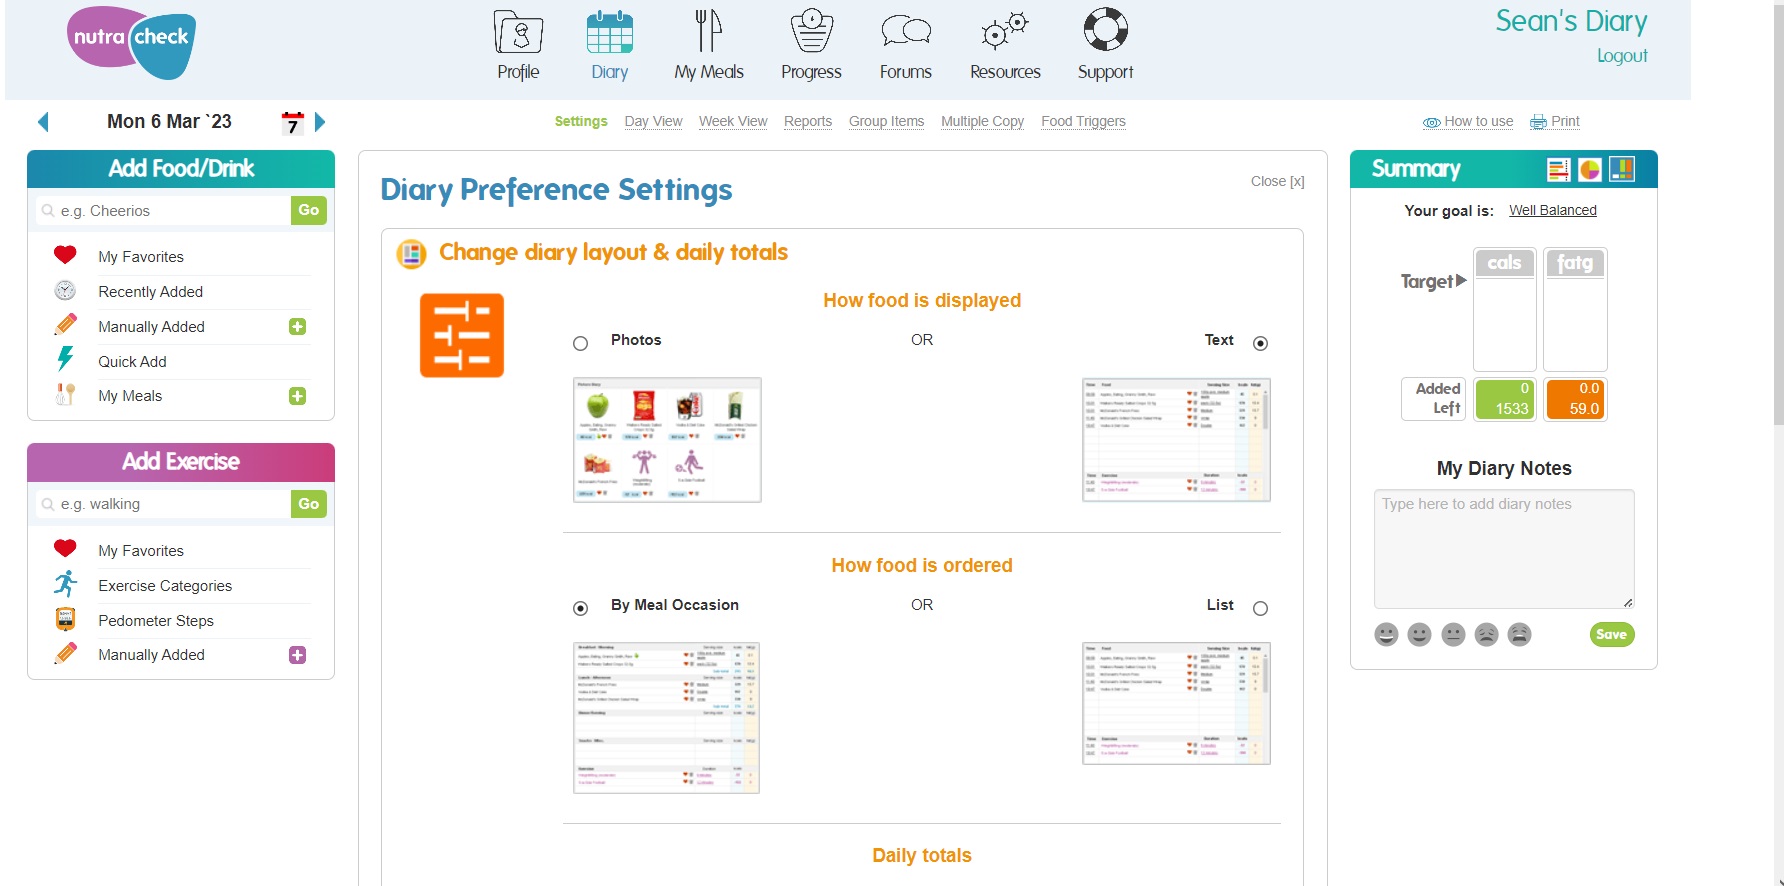 nutra check
Profile
Diary
My Meals
Progress
Forums
Resources
Support
Sean's Diary
Logout
Mon 6 Mar `23
7
Settings
Day View
Week View
Reports
Group Items
Multiple Copy
Food Triggers
How to use
Print
Add Food/Drink
e.g. Cheerios
Go
My Favorites
Recently Added
Manually Added
Quick Add
My Meals
Add Exercise
e.g. walking
Go
My Favorites
Exercise Categories
Pedometer Steps
Manually Added
Diary Preference Settings
Close [x]
Change diary layout & daily totals
How food is displayed
Photos
OR
Text
How food is ordered
By Meal Occasion
OR
List
Daily totals
Summary
Your goal is: Well Balanced
cals
fatg
Target
Added
0
0.0
Left
1533
59.0
My Diary Notes
Type here to add diary notes
Save